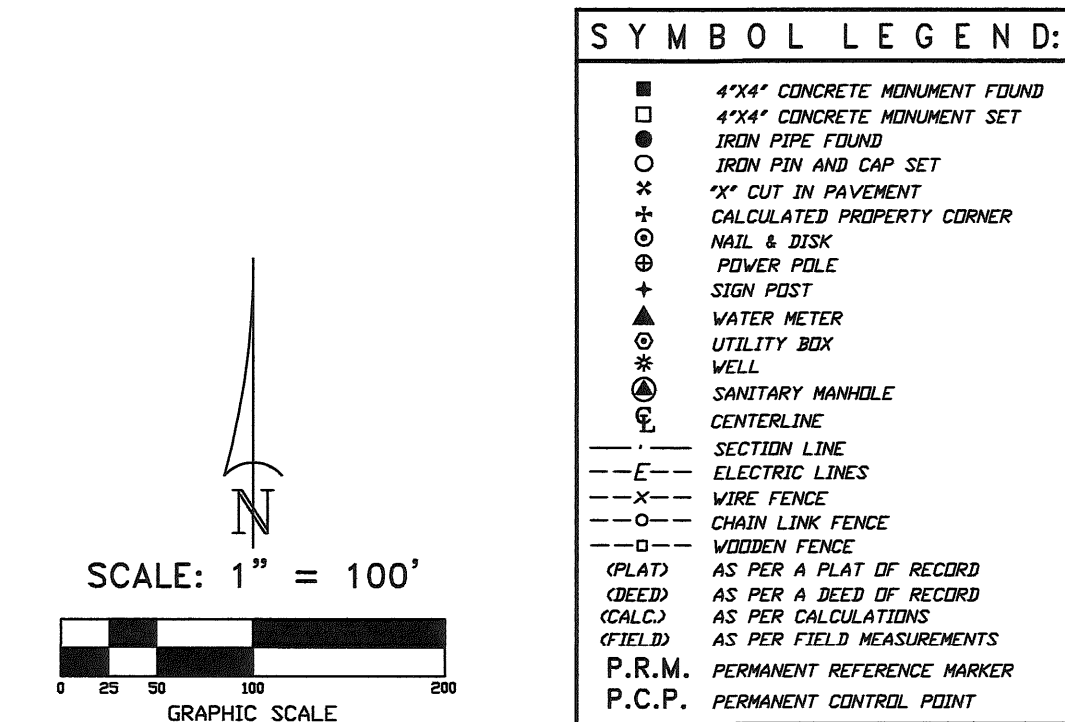 N
SCALE: 1" = 100'
0 25 50 100 200
GRAPHIC SCALE
SYMBOL LEGEND:
4"X4" CONCRETE MONUMENT FOUND
4"X4" CONCRETE MONUMENT SET
IRON PIPE FOUND
IRON PIN AND CAP SET
"X" CUT IN PAVEMENT
CALCULATED PROPERTY CORNER
NAIL & DISK
POWER POLE
SIGN POST
WATER METER
UTILITY BOX
WELL
SANITARY MANHOLE
CL CENTERLINE
SECTION LINE
E ELECTRIC LINES
X WIRE FENCE
CHAIN LINK FENCE
WOODEN FENCE
(PLAT) AS PER A PLAT OF RECORD
(DEED) AS PER A DEED OF RECORD
(CALC.) AS PER CALCULATIONS
(FIELD) AS PER FIELD MEASUREMENTS
P.R.M. PERMANENT REFERENCE MARKER
P.C.P. PERMANENT CONTROL POINT